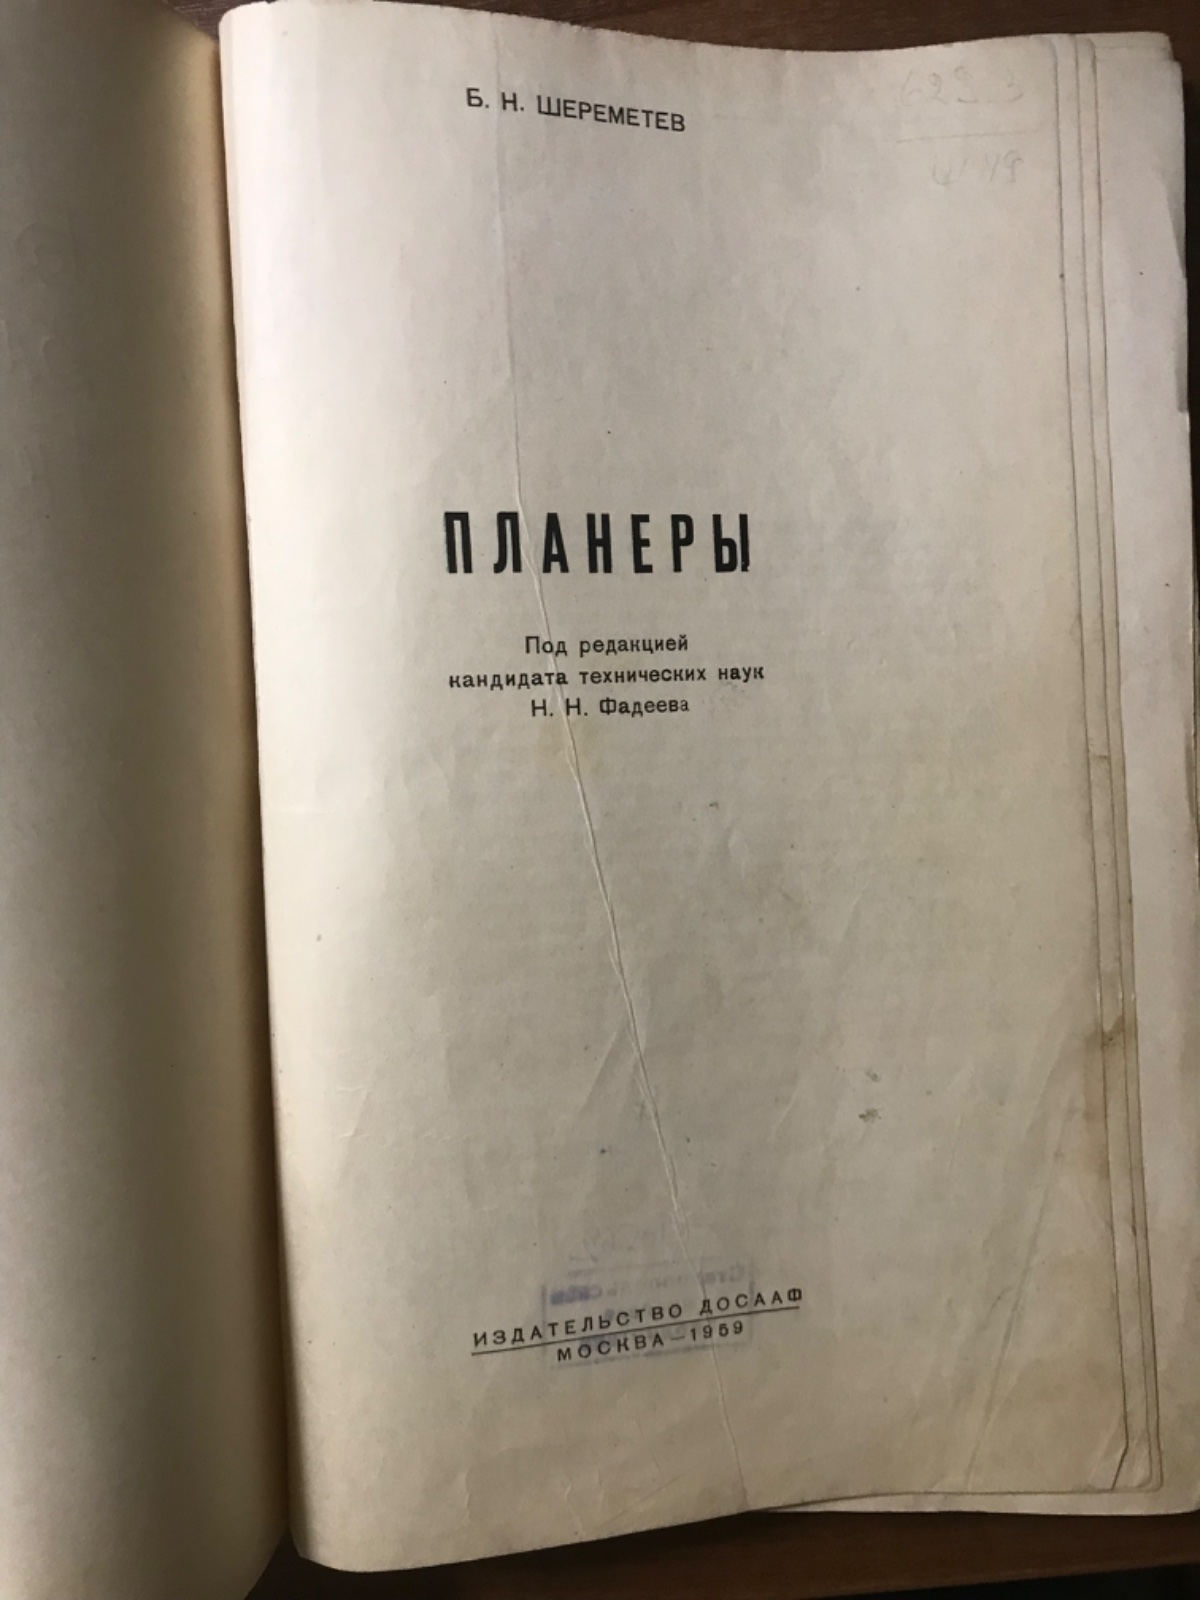 Б. Н. ШЕРЕМЕТЕВ
ПЛАНЕРЫ
Под редакцией
кандидата технических наук
Н. Н. Фадеева
ИЗДАТЕЛЬСТВО ДОСААФ
МОСКВА—1959